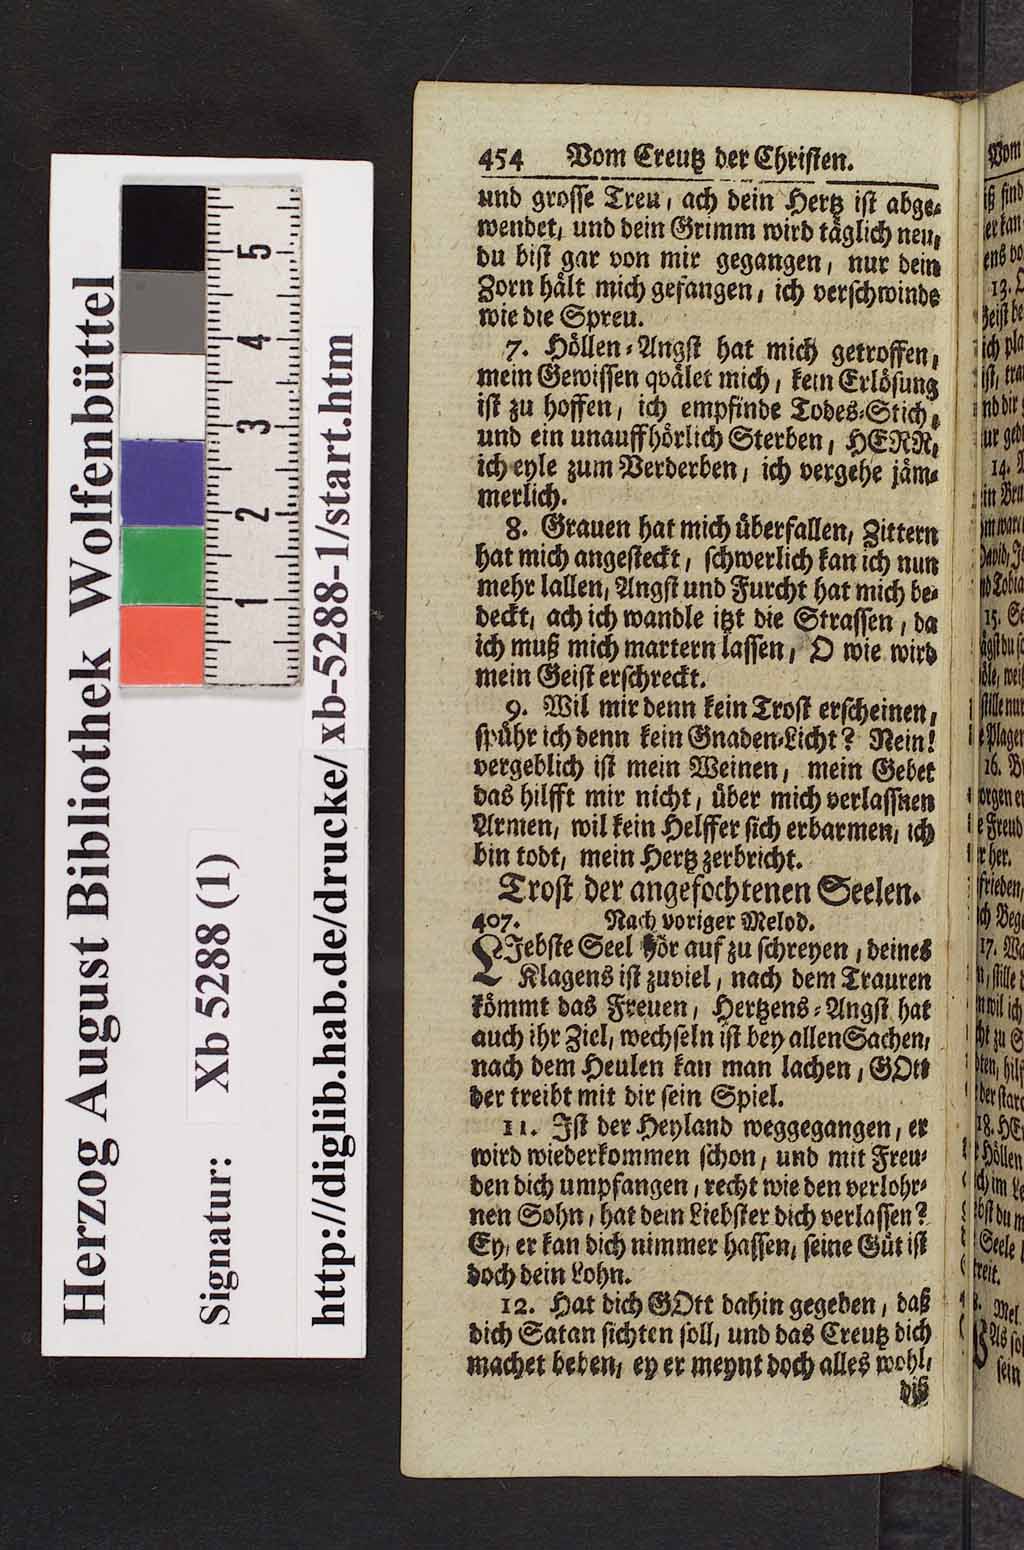 454 Vom Creutz der Christen.
und grosse Treu, ach dein Hertz ist abge-
wendet, und dein Grimm wird täglich neu,
du bist gar von mir gegangen, nur dein
Zorn hält mich gefangen, ich verschwinde
wie die Spreu.
7. Höllen-Angst hat mich getroffen,
mein Gewissen qvälet mich, kein Erlösung
ist zu hoffen, ich empfinde Todes-Stich,
und ein unauffhörlich Sterben, HERR,
ich eyle zum Verderben, ich vergehe jäm-
merlich.
8. Grauen hat mich überfallen, Zittern
hat mich angesteckt, schwerlich kan ich nun
mehr lallen, Angst und Furcht hat mich be-
deckt, ach ich wandle itzt die Strassen, da
ich muß mich martern lassen, O wie wird
mein Geist erschreckt.
9. Wil mir denn kein Trost erscheinen,
spühr ich denn kein Gnaden-Licht? Nein!
vergeblich ist mein Weinen, mein Gebet
das hilfft mir nicht, über mich verlassnen
Armen, wil kein Helffer sich erbarmen, ich
bin todt, mein Hertz zerbricht.
Trost der angefochtenen Seelen.
407. Nach voriger Melod.
LJebste Seel hör auf zu schreyen, deines
Klagens ist zuviel, nach dem Trauren
kömmt das Freuen, Hertzens-Angst hat
auch ihr Ziel, wechseln ist bey allen Sachen,
nach dem Heulen kan man lachen, GOtt
der treibt mit dir sein Spiel.
11. Ist der Heyland weggegangen, er
wird wiederkommen schon, und mit Freu-
den dich umpfangen, recht wie den verlohr-
nen Sohn, hat dein Liebster dich verlassen?
Ey, er kan dich nimmer hassen, seine Güt ist
doch dein Lohn.
12. Hat dich GOtt dahin gegeben, daß
dich Satan sichten soll, und das Creutz dich
machet beben, ey er meynt doch alles wohl,
diß
Herzog August Bibliothek Wolfenbüttel
Signatur: Xb 5288 (1)
http://diglib.hab.de/drucke/xb-5288-1/start.htm
1 2 3 4 5